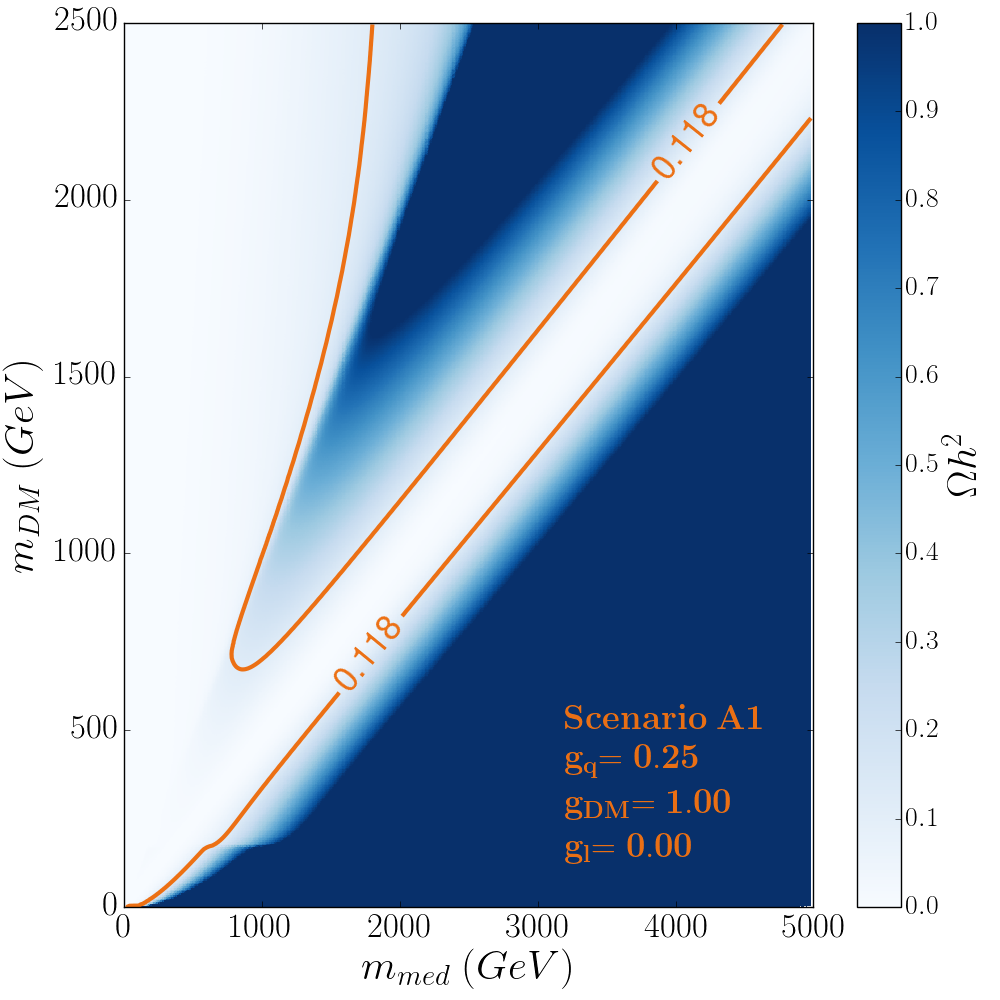 2500
2000
1500
1000
500
0
m_DM (GeV)
0 1000 2000 3000 4000 5000
m_med (GeV)
0.118
0.118
Scenario A1
g_q= 0.25
g_DM= 1.00
g_l= 0.00
1.0
0.9
0.8
0.7
0.6
0.5
0.4
0.3
0.2
0.1
0.0
Ωh²